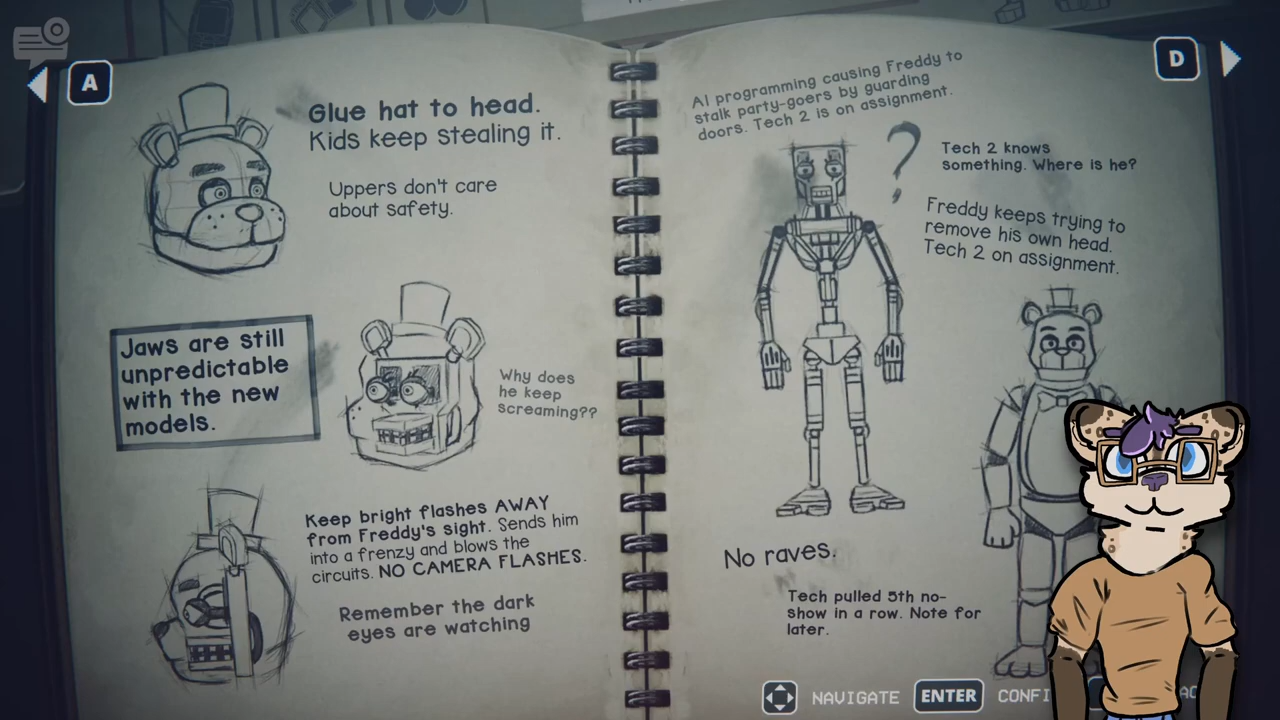 A
D
Glue hat to head.
Kids keep stealing it.
Uppers don't care
about safety.
Jaws are still
unpredictable
with the new
models.
Why does
he keep
screaming??
Keep bright flashes AWAY
from Freddy's sight. Sends him
into a frenzy and blows the
circuits. NO CAMERA FLASHES.
Remember the dark
eyes are watching
AI programming causing Freddy to
stalk party-goers by guarding
doors. Tech 2 is on assignment.
?
Tech 2 knows
something. Where is he?
Freddy keeps trying to
remove his own head.
Tech 2 on assignment.
No raves.
Tech pulled 5th no-
show in a row. Note for
later.
NAVIGATE ENTER CONFI